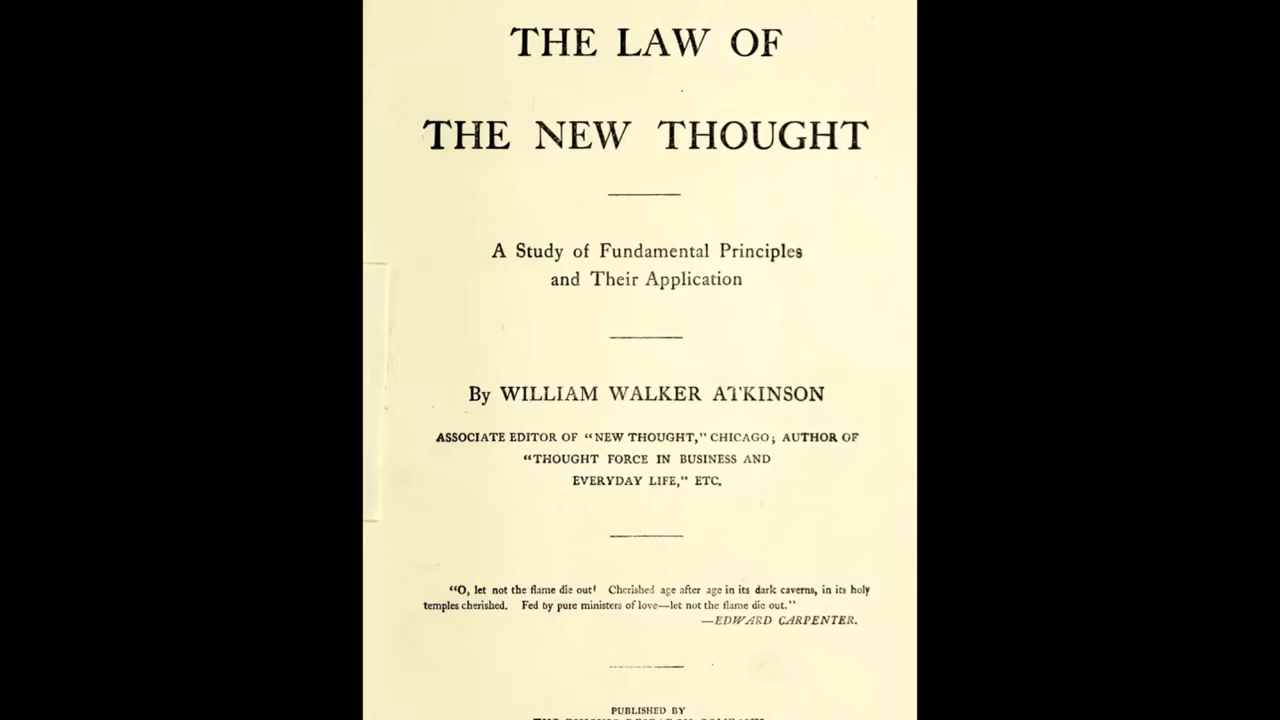 THE LAW OF
THE NEW THOUGHT
A Study of Fundamental Principles
and Their Application
By WILLIAM WALKER ATKINSON
ASSOCIATE EDITOR OF “NEW THOUGHT,” CHICAGO; AUTHOR OF
“THOUGHT FORCE IN BUSINESS AND
EVERYDAY LIFE,” ETC.
“O, let not the flame die out! Cherished age after age in its dark caverns, in its holy
temples cherished. Fed by pure ministers of love—let not the flame die out.”
—EDWARD CARPENTER.
PUBLISHED BY